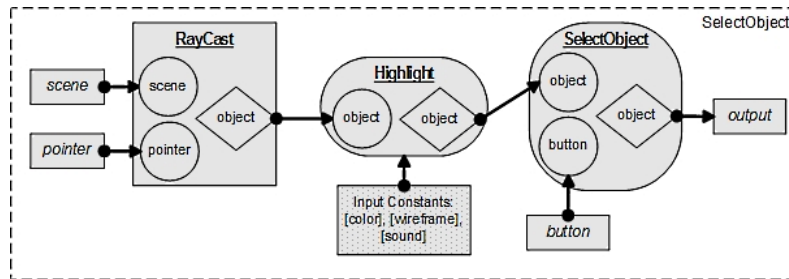 SelectObject
RayCast
scene
scene
object
pointer
pointer
Highlight
object
object
Input Constants:
[color], [wireframe],
[sound]
SelectObject
object
object
button
button
output